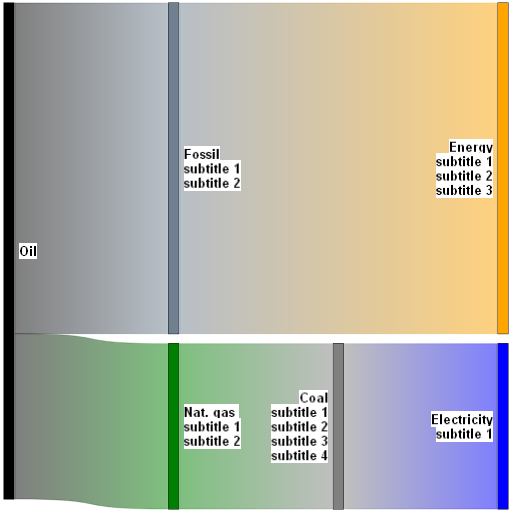 Oil
Fossil
subtitle 1
subtitle 2
Energy
subtitle 1
subtitle 2
subtitle 3
Nat. gas
subtitle 1
subtitle 2
Coal
subtitle 1
subtitle 2
subtitle 3
subtitle 4
Electricity
subtitle 1